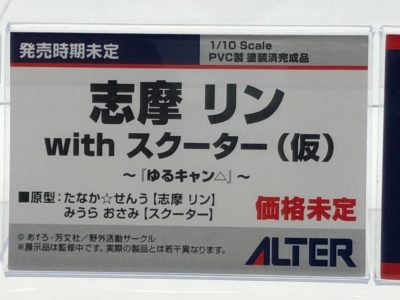 発売時期未定
1/10 Scale
PVC製 塗装済完成品
志摩 リン
with スクーター(仮)
～『ゆるキャン△』～
■原型：たなか☆せんう【志摩 リン】
みうら おさみ【スクーター】
価格未定
©あfろ・芳文社／野外活動サークル
※展示品は監修中です。実際の製品とは若干異なります。
ALTER